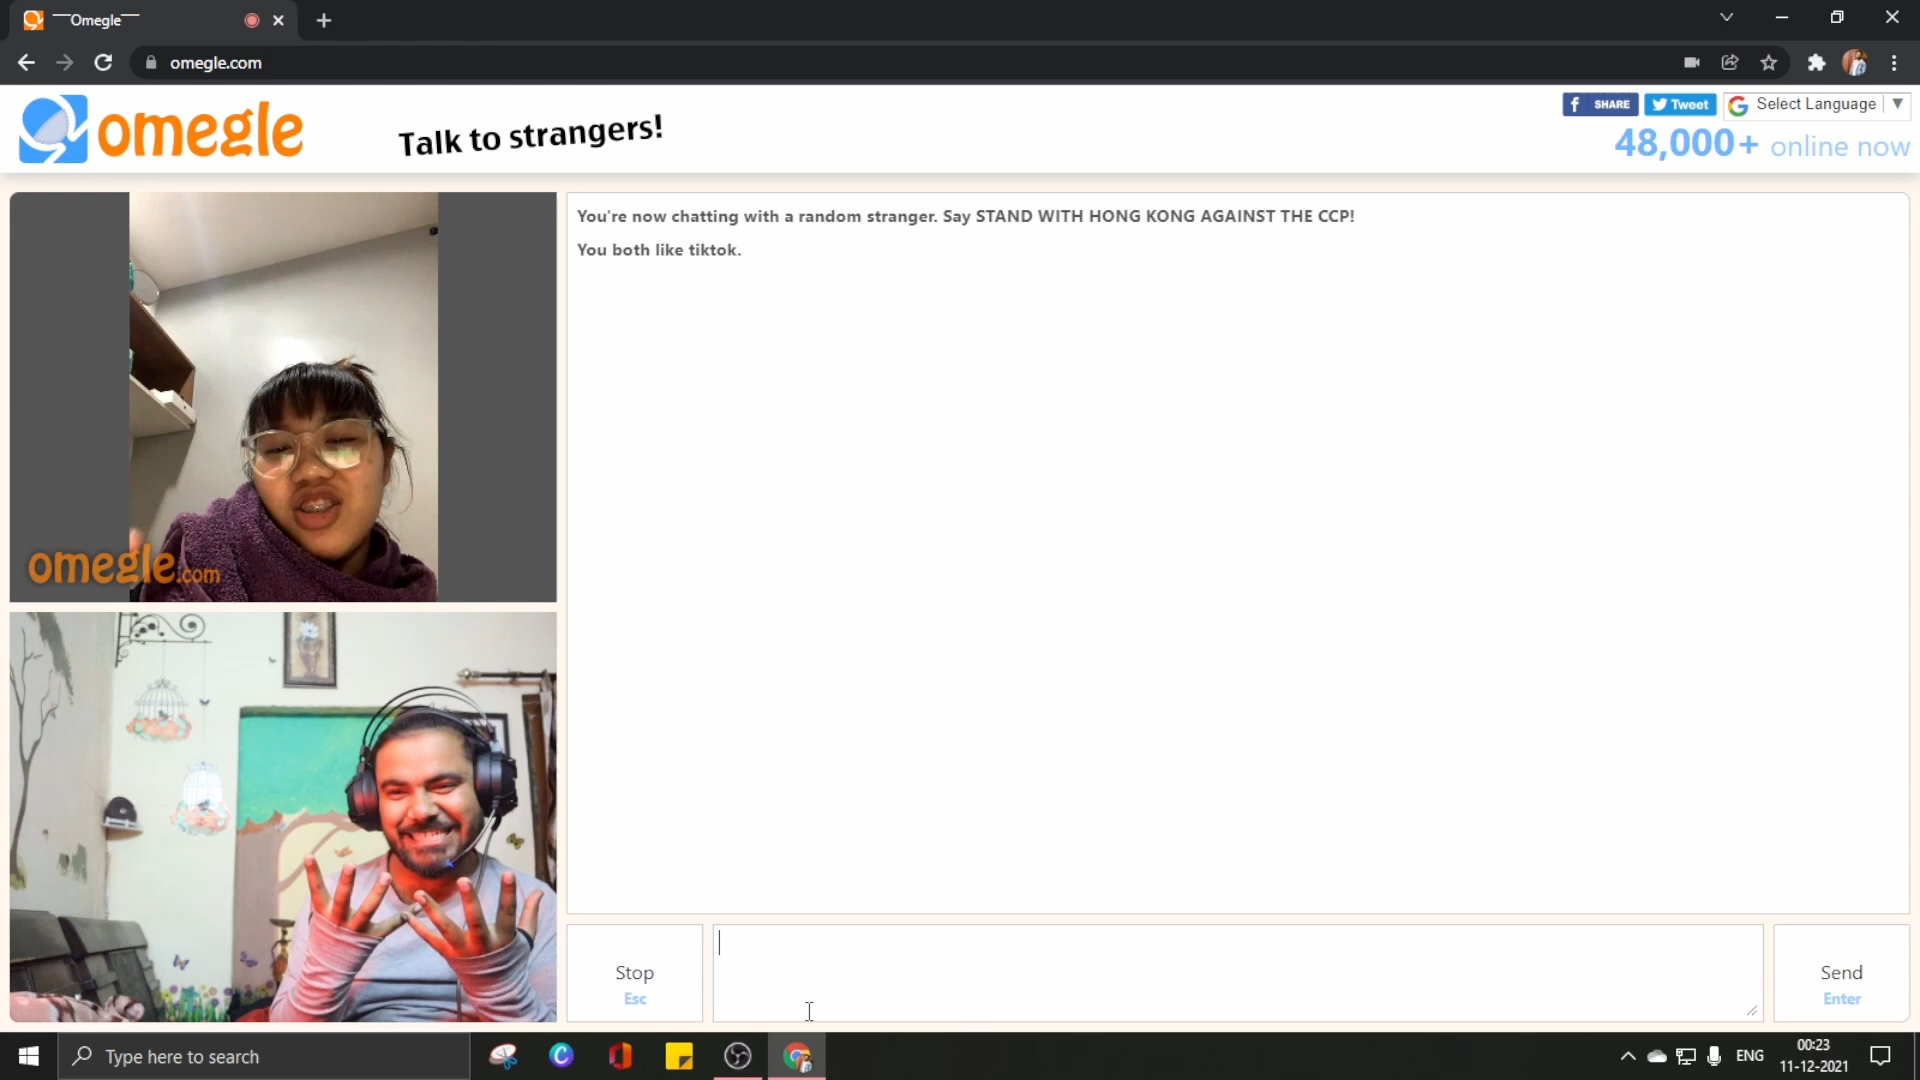 Omegle
omegle.com
omegle
Talk to strangers!
f SHARE
Tweet
G Select Language ▼
48,000+ online now
You're now chatting with a random stranger. Say STAND WITH HONG KONG AGAINST THE CCP!
You both like tiktok.
omegle.com
Stop
Esc
Send
Enter
Type here to search
ENG
00:23
11-12-2021